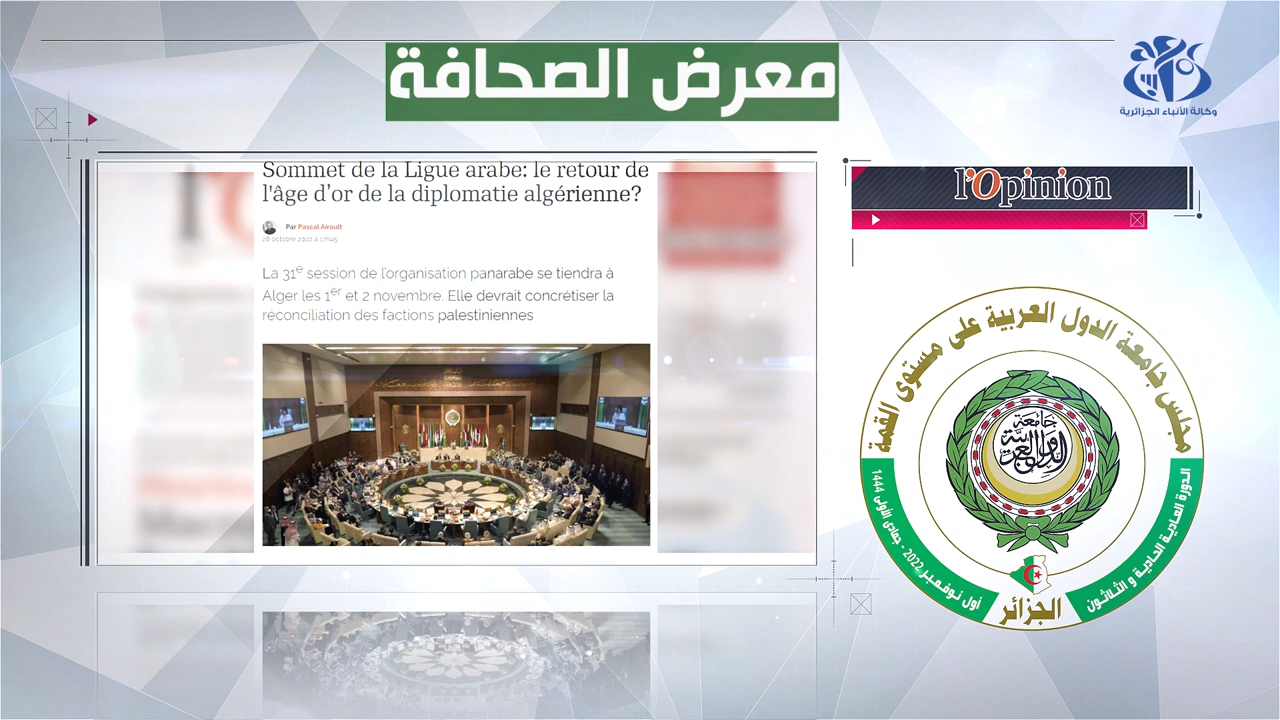 معرض الصحافة
وكالة الأنباء الجزائرية
Sommet de la Ligue arabe: le retour de
l'âge d’or de la diplomatie algérienne?
Par Pascal Airault
28 octobre 2022 à 17h45
La 31e session de l’organisation panarabe se tiendra à
Alger les 1er et 2 novembre. Elle devrait concrétiser la
réconciliation des factions palestiniennes
l'Opinion
مجلس جامعة الدول العربية على مستوى القمة
جامعة الدول العربية
الدورة العادية الحادية و الثلاثون
الجزائر
أول نوفمبر 2022 - جمادى الأولى 1444